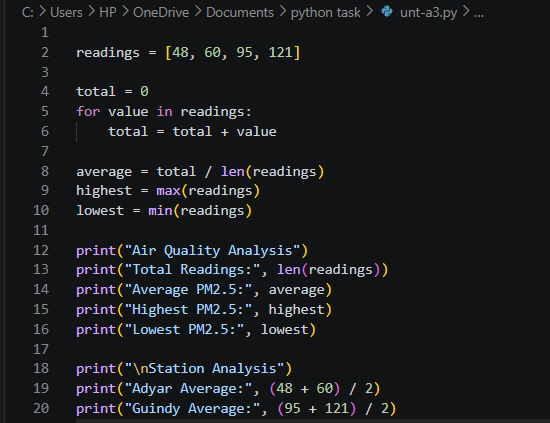 C: > Users > HP > OneDrive > Documents > python task > unt-a3.py > ...
1
2 readings = [48, 60, 95, 121]
3
4 total = 0
5 for value in readings:
6     total = total + value
7
8 average = total / len(readings)
9 highest = max(readings)
10 lowest = min(readings)
11
12 print("Air Quality Analysis")
13 print("Total Readings:", len(readings))
14 print("Average PM2.5:", average)
15 print("Highest PM2.5:", highest)
16 print("Lowest PM2.5:", lowest)
17
18 print("\nStation Analysis")
19 print("Adyar Average:", (48 + 60) / 2)
20 print("Guindy Average:", (95 + 121) / 2)